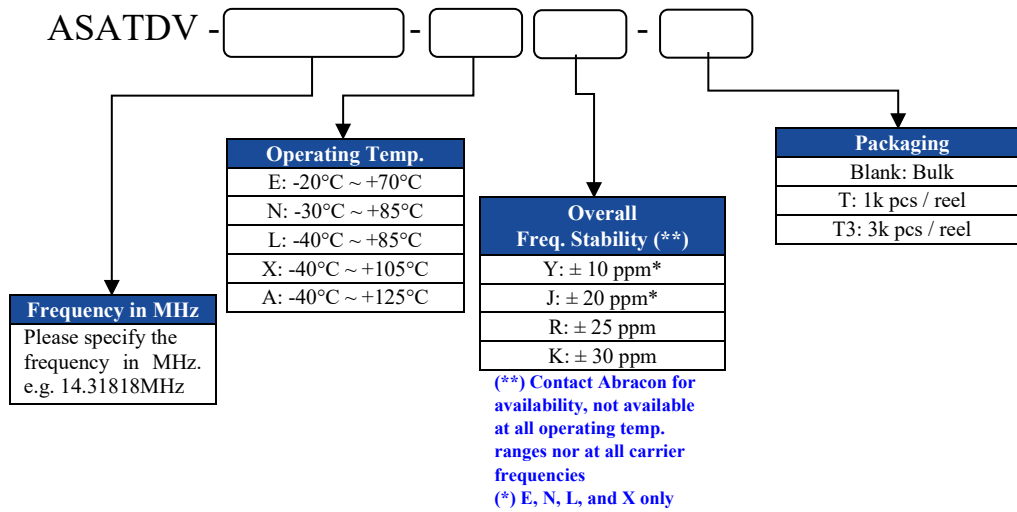 ASATDV - - -
Frequency in MHz
Please specify the
frequency in MHz.
e.g. 14.31818MHz
Operating Temp.
E: -20°C ~ +70°C
N: -30°C ~ +85°C
L: -40°C ~ +85°C
X: -40°C ~ +105°C
A: -40°C ~ +125°C
Overall
Freq. Stability (**)
Y: ± 10 ppm*
J: ± 20 ppm*
R: ± 25 ppm
K: ± 30 ppm
(**) Contact Abracon for
availability, not available
at all operating temp.
ranges nor at all carrier
frequencies
(*) E, N, L, and X only
Packaging
Blank: Bulk
T: 1k pcs / reel
T3: 3k pcs / reel